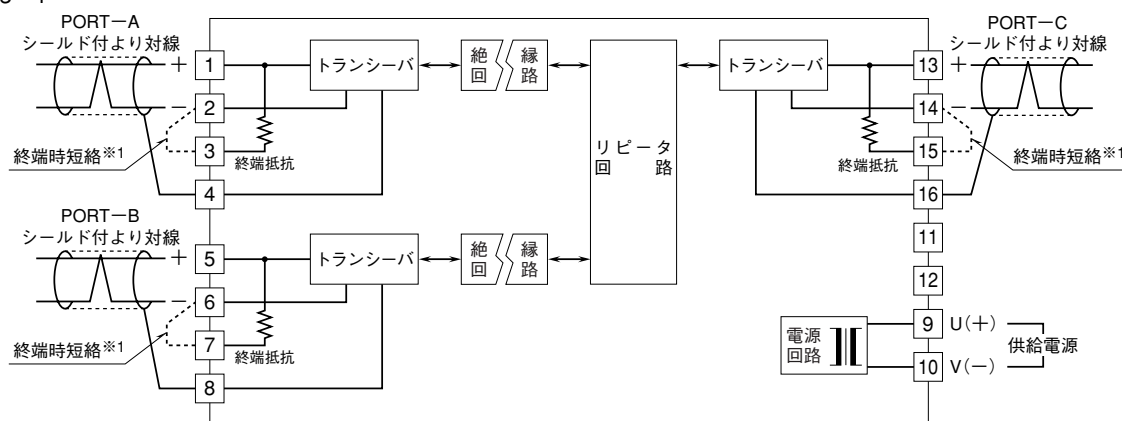 PORT－A
シールド付より対線
＋
－
終端時短絡※1
1
2
3
4
終端抵抗
トランシーバ
絶縁
回路
PORT－B
シールド付より対線
＋
－
終端時短絡※1
5
6
7
8
終端抵抗
トランシーバ
絶縁
回路
リピータ
回路
トランシーバ
終端抵抗
13
14
15
16
11
12
9
10
PORT－C
シールド付より対線
＋
－
終端時短絡※1
電源
回路
U(＋)
V(－)
供給電源